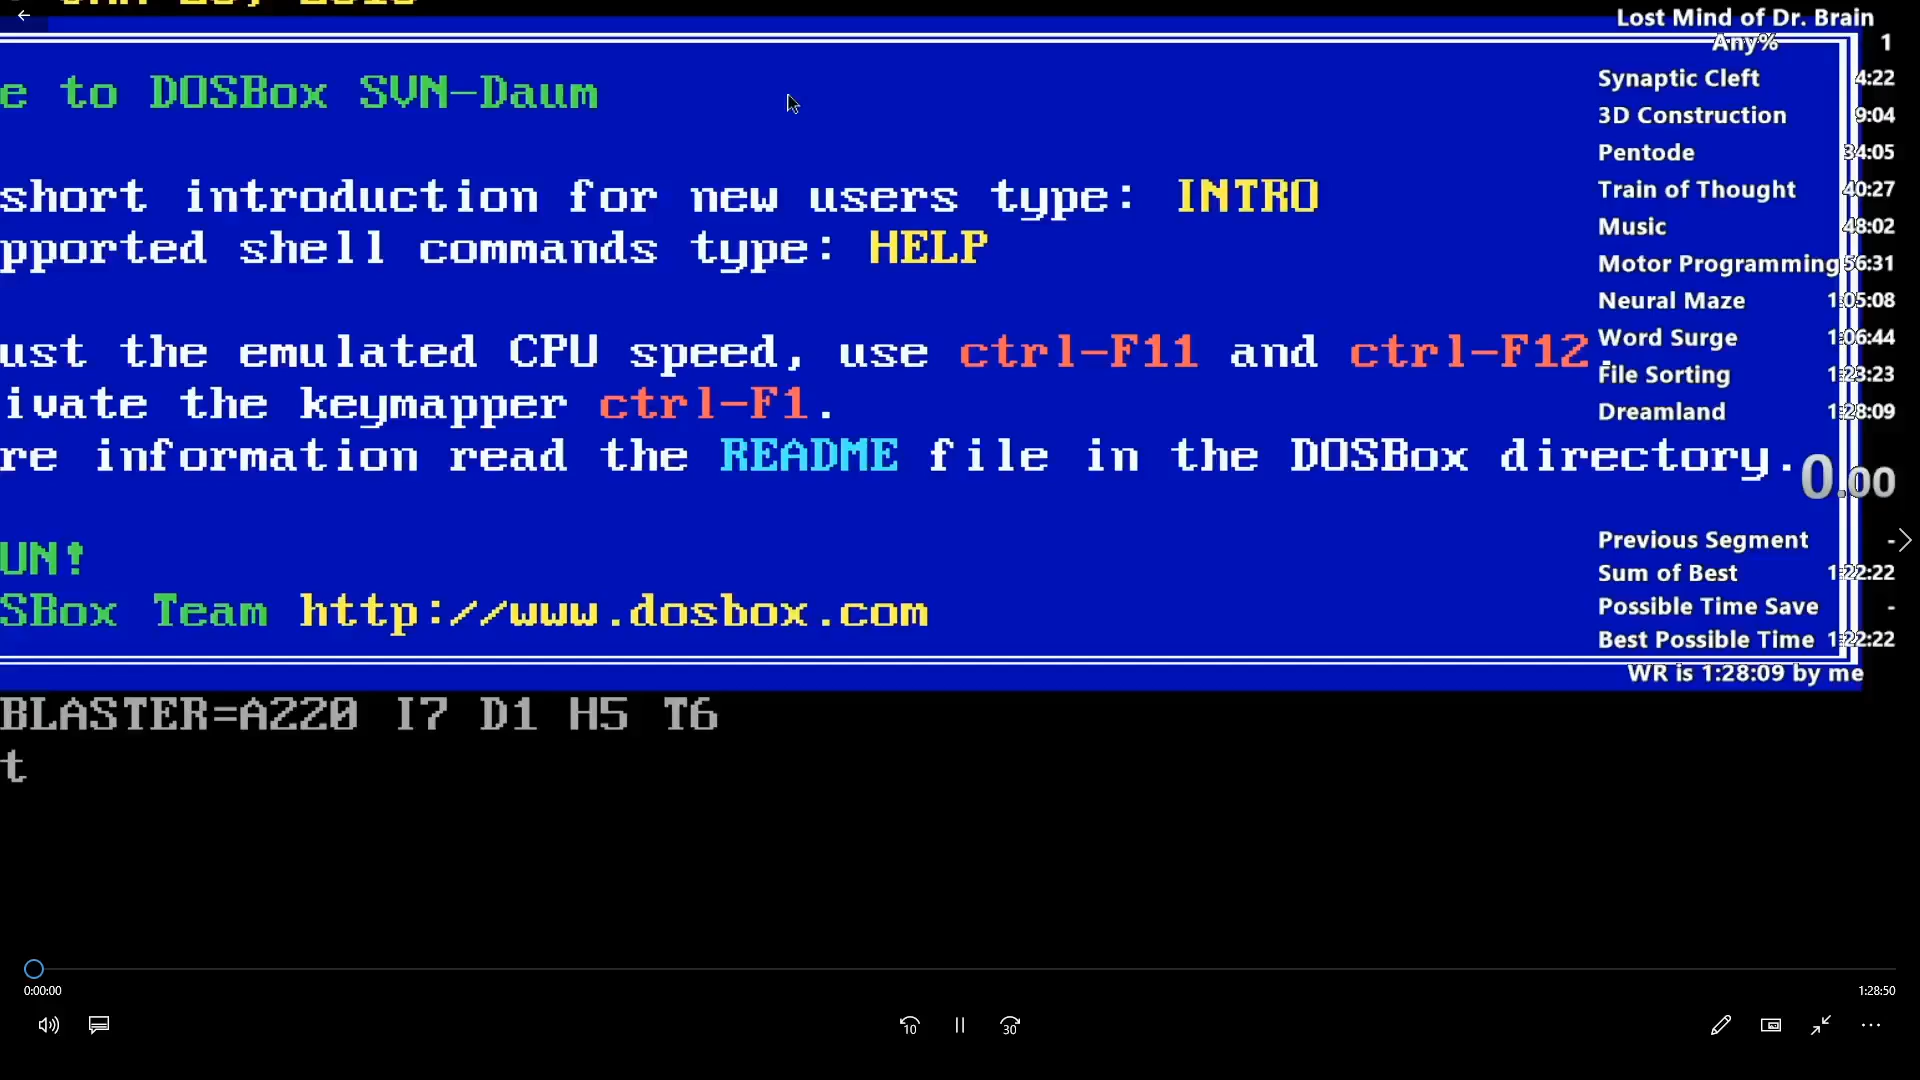 Lost Mind of Dr. Brain
Any% 1
e to DOSBox SVN-Daum
short introduction for new users type: INTRO
pported shell commands type: HELP
ust the emulated CPU speed, use ctrl-F11 and ctrl-F12.
ivate the keymapper ctrl-F1.
re information read the README file in the DOSBox directory.
UN!
SBox Team http://www.dosbox.com
BLASTER=A220 I7 D1 H5 T6
t
Synaptic Cleft 4:22
3D Construction 9:04
Pentode 34:05
Train of Thought 40:27
Music 48:02
Motor Programming 56:31
Neural Maze 1:05:08
Word Surge 1:06:44
File Sorting 1:23:23
Dreamland 1:28:09
0.00
Previous Segment -
Sum of Best 1:22:22
Possible Time Save -
Best Possible Time 1:22:22
WR is 1:28:09 by me
0:00:00
1:28:50
10
30